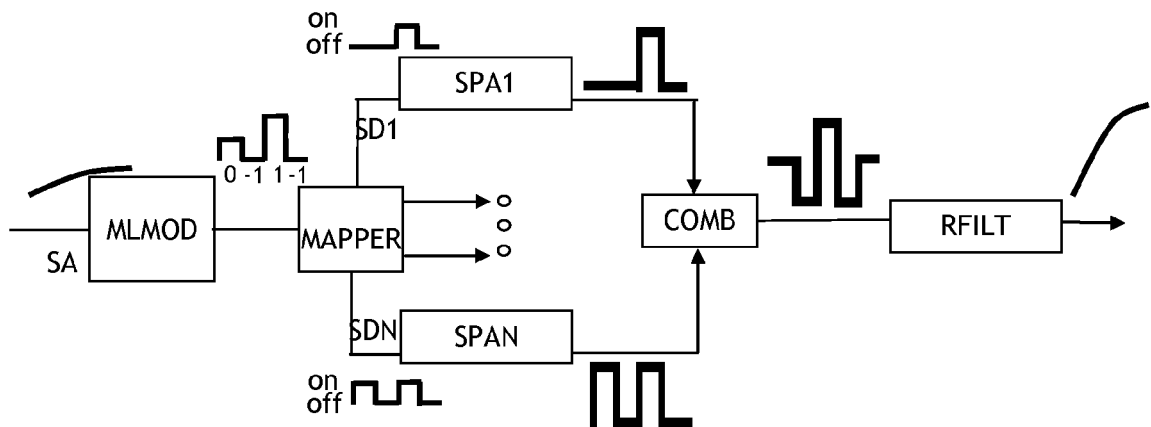 on
off
SPA1
SD1
0 -1 1 -1
MLMOD
SA
MAPPER
COMB
RFILT
SDN
SPAN
on
off